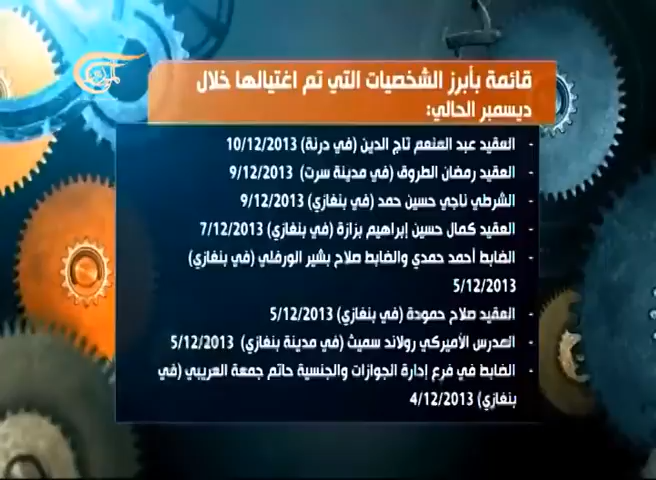 الميادين
قائمة بأبرز الشخصيات التي تم اغتيالها خلال
ديسمبر الحالي:
- العقيد عبد المنعم تاج الدين (في درنة) 10/12/2013
- العقيد رمضان الطروق (في مدينة سرت) 9/12/2013
- الشرطي ناجي حسين حمد (في بنغازي) 9/12/2013
- العقيد كمال حسين إبراهيم بزازة (في بنغازي) 7/12/2013
- الضابط أحمد حمدي والضابط صلاح بشير الورفلي (في بنغازي)
5/12/2013
- العقيد صلاح حمودة (في بنغازي) 5/12/2013
- المدرس الأميركي رولاند سميث (في مدينة بنغازي) 5/12/2013
- الضابط في فرع إدارة الجوازات والجنسية حاتم جمعة العريبي (في
بنغازي) 4/12/2013